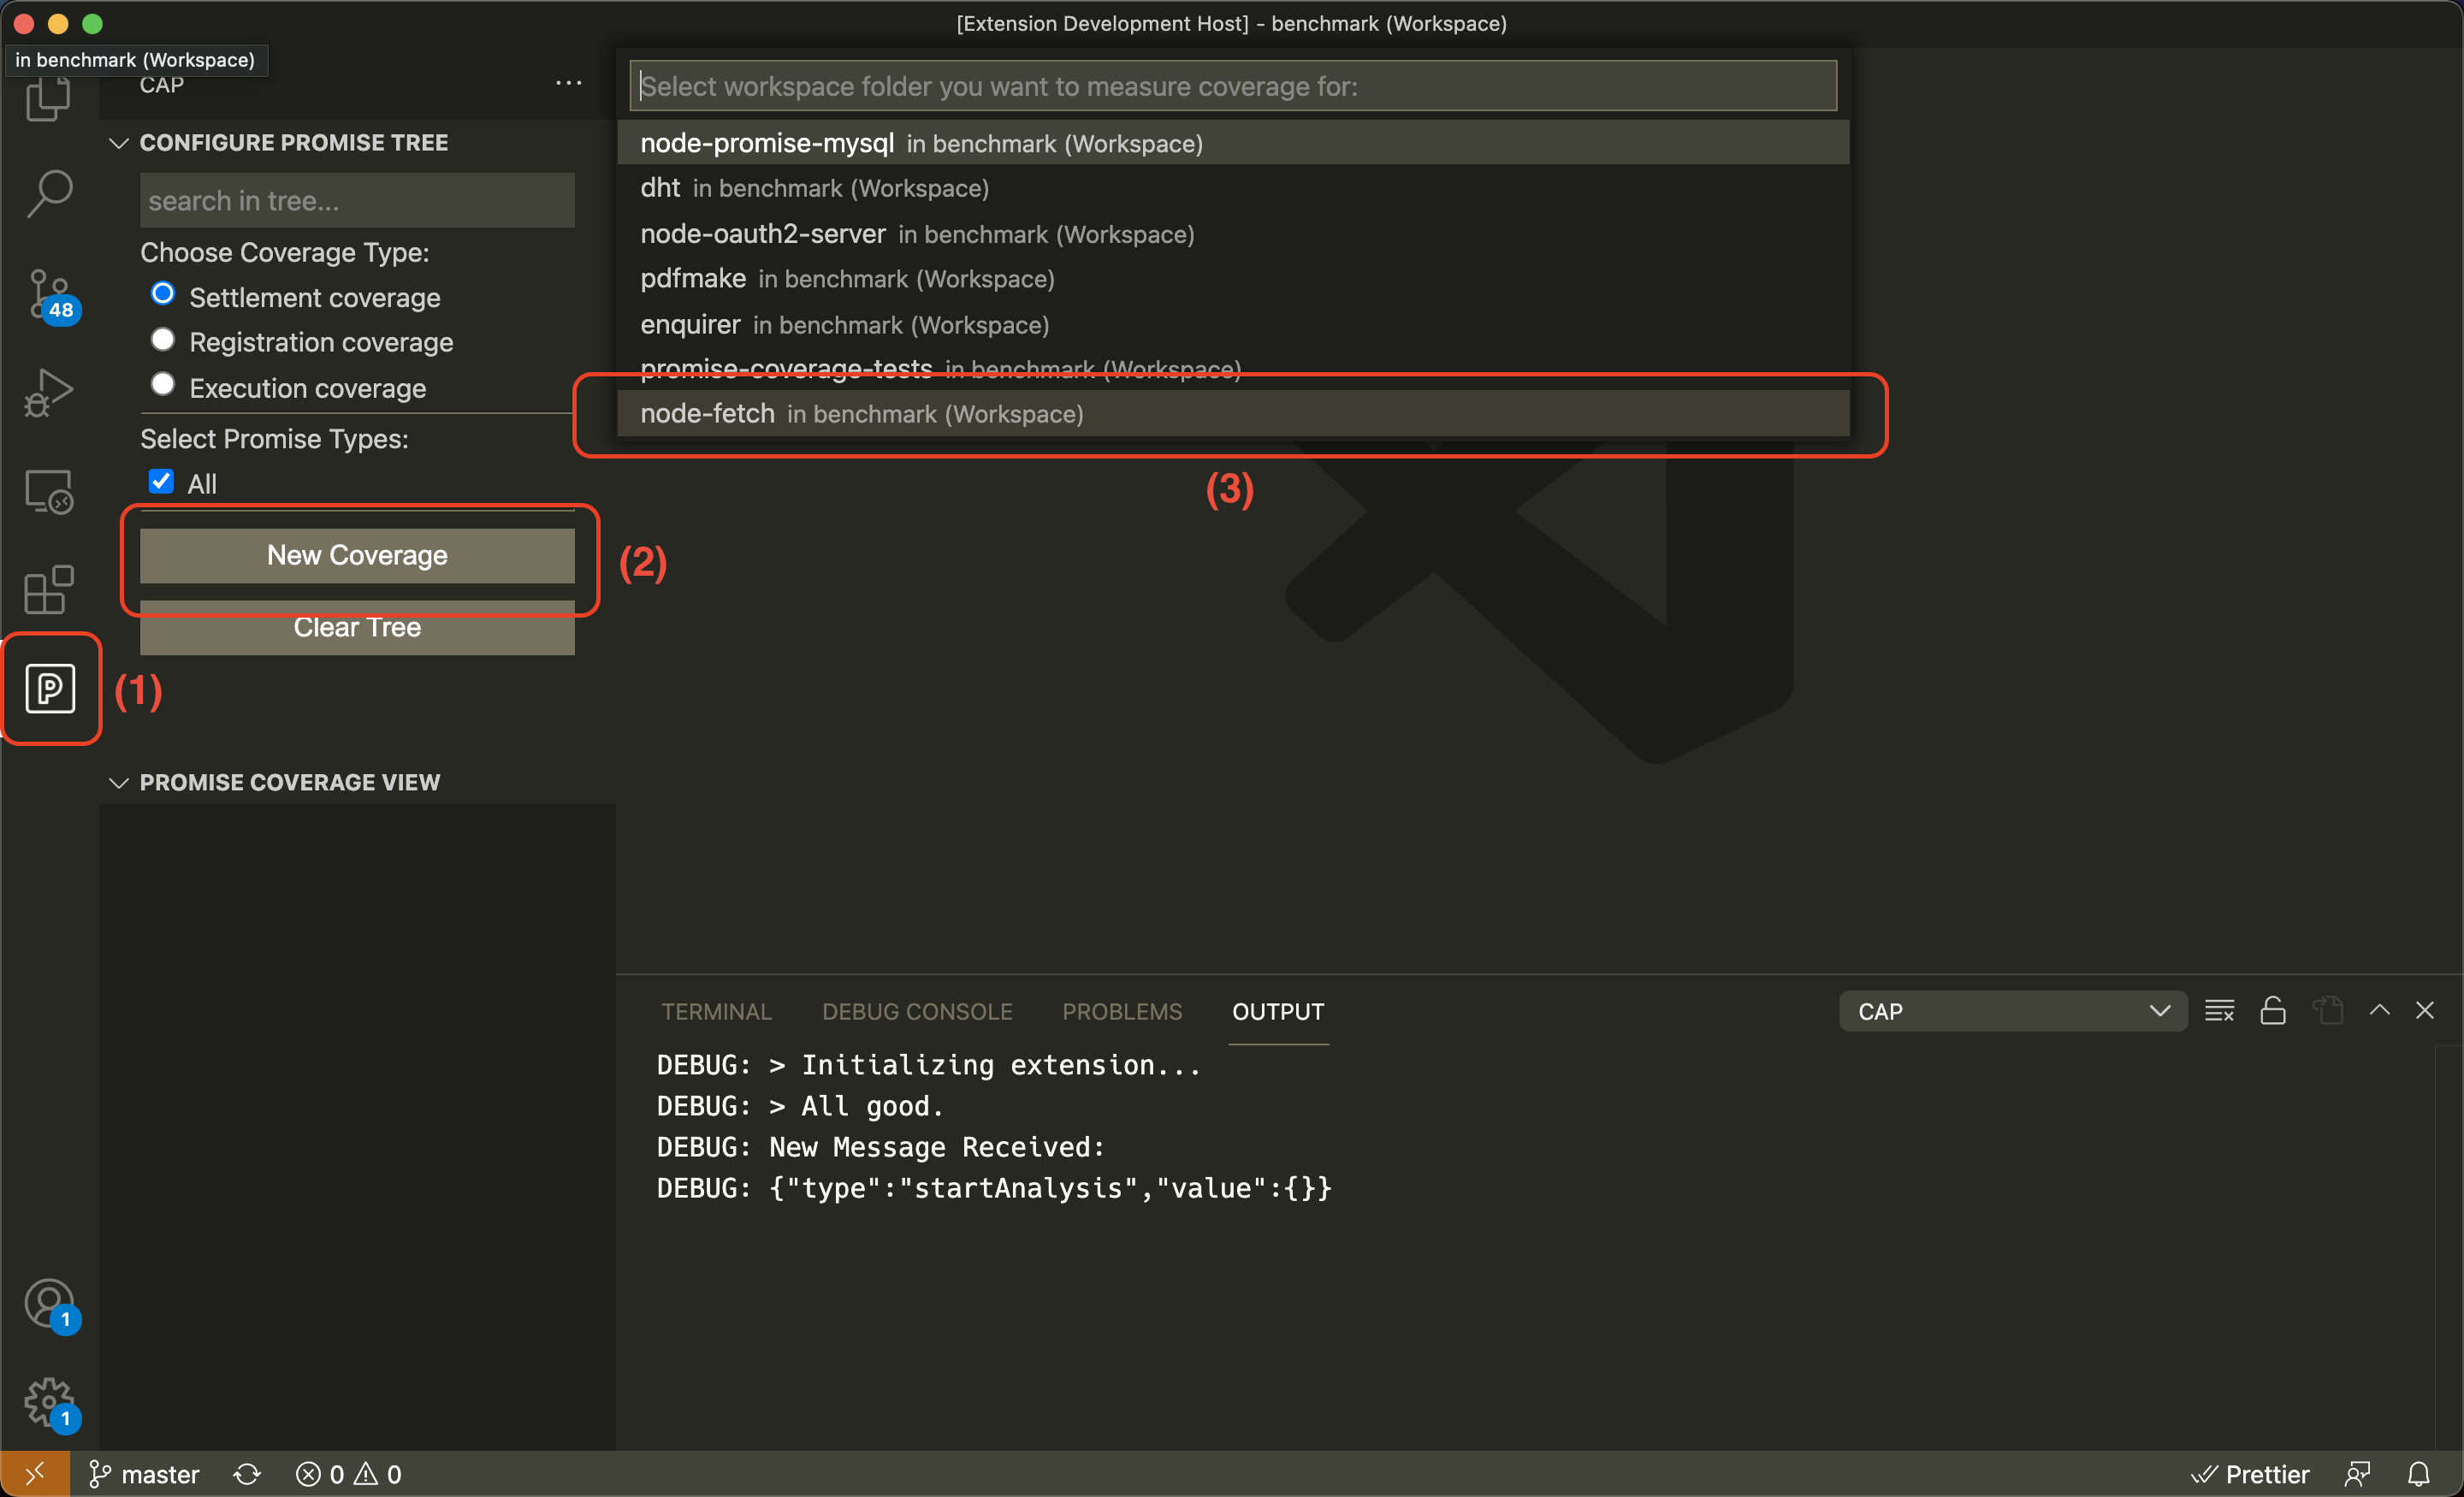 [Extension Development Host] - benchmark (Workspace)
in benchmark (Workspace)
CAP
CONFIGURE PROMISE TREE
search in tree...
Choose Coverage Type:
Settlement coverage
Registration coverage
Execution coverage
Select Promise Types:
All
New Coverage
(2)
Clear Tree
P
(1)
48
PROMISE COVERAGE VIEW
Select workspace folder you want to measure coverage for:
node-promise-mysql in benchmark (Workspace)
dht in benchmark (Workspace)
node-oauth2-server in benchmark (Workspace)
pdfmake in benchmark (Workspace)
enquirer in benchmark (Workspace)
promise-coverage-tests in benchmark (Workspace)
node-fetch in benchmark (Workspace)
(3)
TERMINAL DEBUG CONSOLE PROBLEMS OUTPUT CAP
DEBUG: > Initializing extension...
DEBUG: > All good.
DEBUG: New Message Received:
DEBUG: {"type":"startAnalysis","value":{}}
1
1
master 0 0 Prettier